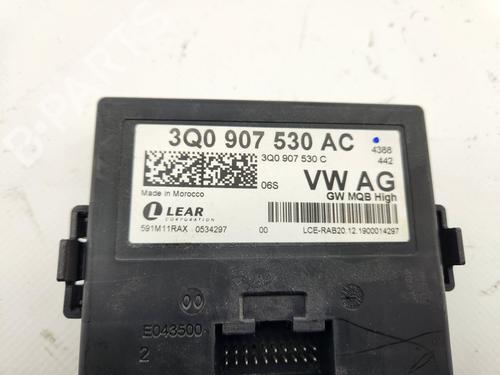 B-PARTS
3Q0 907 530 AC
4388
442
3Q0 907 530 C
06S
VW AG
GW MQB High
Made in Morocco
LEAR
CORPORATION
591M11RAX 0534297 00 LCE-RAB20.12.1900014297
E043500
2